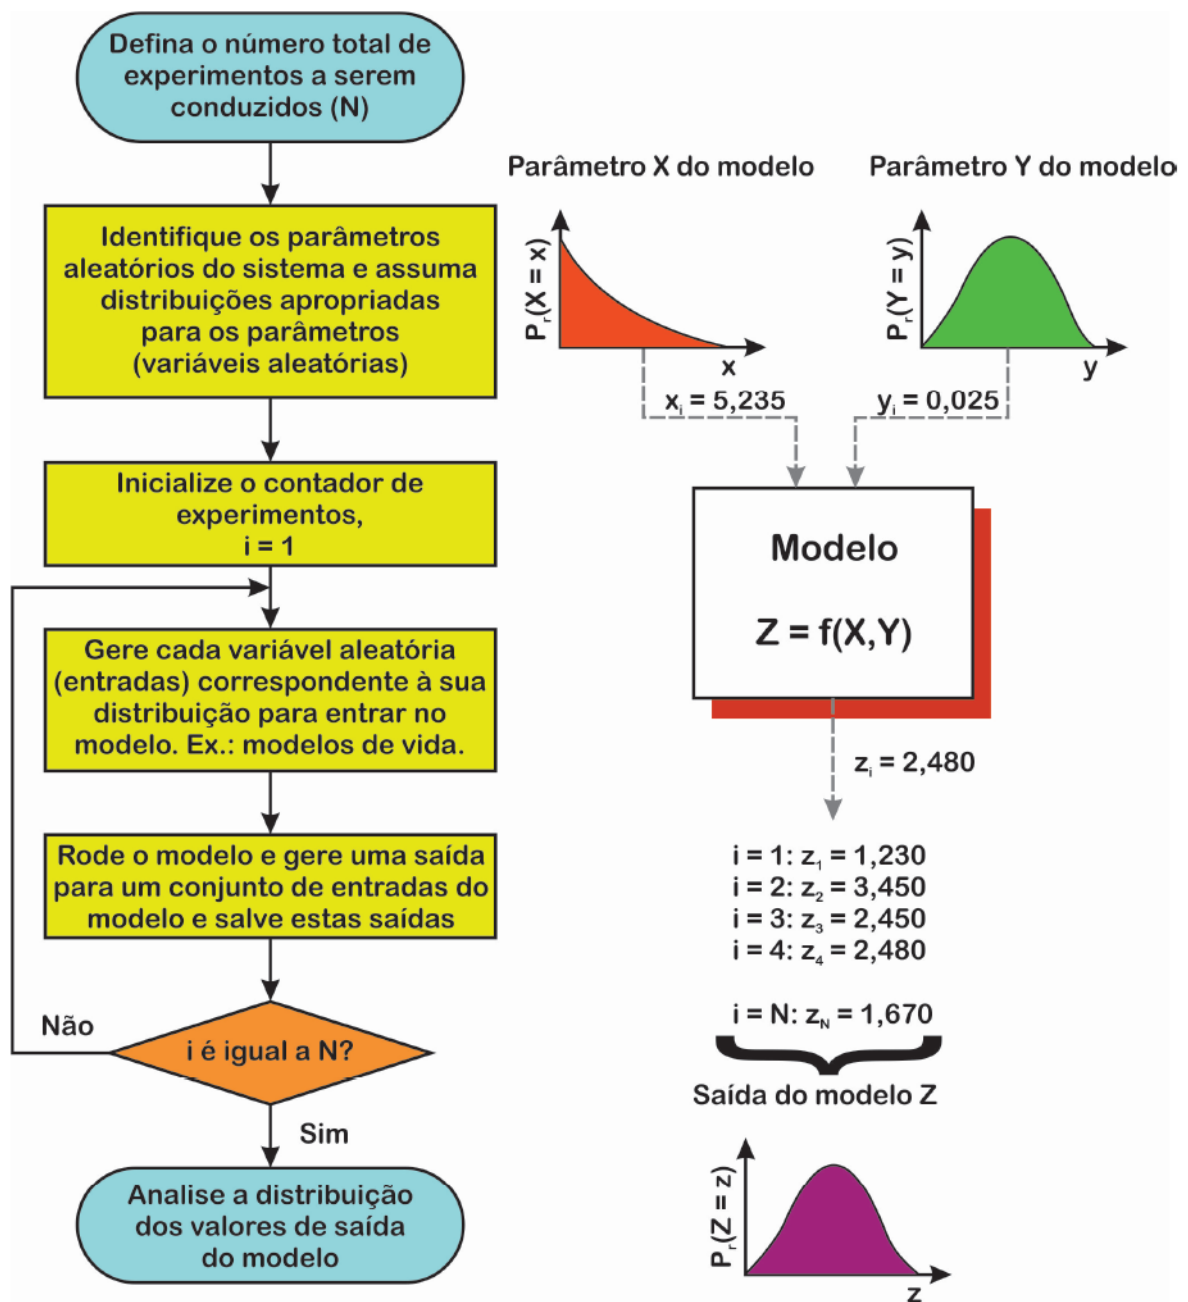 Defina o número total de
experimentos a serem
conduzidos (N)
Identifique os parâmetros
aleatórios do sistema e assuma
distribuições apropriadas
para os parâmetros
(variáveis aleatórias)
Inicialize o contador de
experimentos,
i = 1
Gere cada variável aleatória
(entradas) correspondente à sua
distribuição para entrar no
modelo. Ex.: modelos de vida.
Rode o modelo e gere uma saída
para um conjunto de entradas do
modelo e salve estas saídas
Não
i é igual a N?
Sim
Analise a distribuição
dos valores de saída
do modelo
Parâmetro X do modelo
Pr(X = x)
x
xi = 5,235
Parâmetro Y do modelo
Pr(Y = y)
y
yi = 0,025
Modelo
Z = f(X,Y)
zi = 2,480
i = 1: z1 = 1,230
i = 2: z2 = 3,450
i = 3: z3 = 2,450
i = 4: z4 = 2,480
i = N: zN = 1,670
Saída do modelo Z
Pr(Z = z)
z